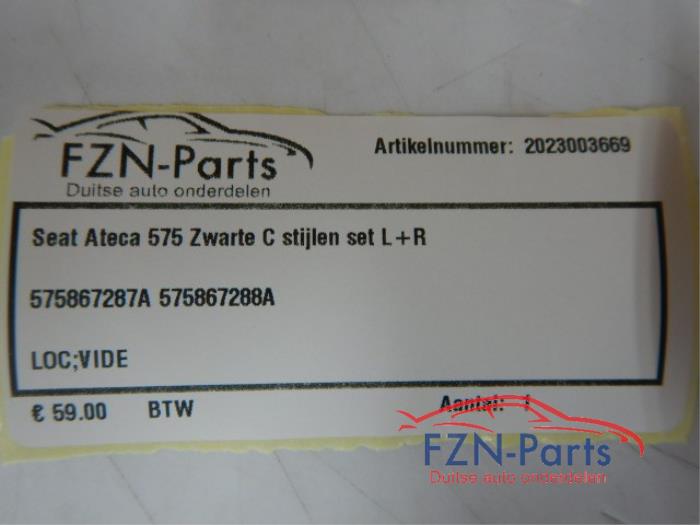 FZN-Parts
Duitse auto onderdelen
Artikelnummer: 2023003669
Seat Ateca 575 Zwarte C stijlen set L+R
575867287A 575867288A
LOC;VIDE
€ 59.00 BTW Aantal: 1
FZN-Parts
Duitse auto onderdelen